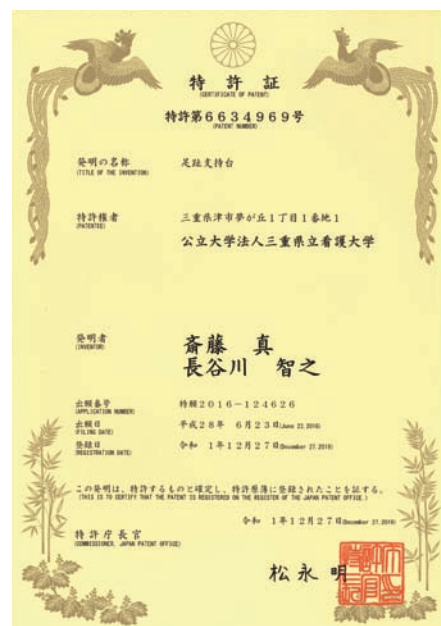 特許証
(CERTIFICATE OF PATENT)
特許第6634969号
(PATENT NUMBER)
発明の名称
(TITLE OF THE INVENTION)
足趾支持台
特許権者
(PATENTEE)
三重県津市夢が丘1丁目1番地1
公立大学法人三重県立看護大学
発明者
(INVENTOR)
斎藤 真
長谷川 智之
出願番号
(APPLICATION NUMBER)
特願2016-124626
出願日
(FILING DATE)
平成28年 6月23日(June 23,2016)
登録日
(REGISTRATION DATE)
令和 1年12月27日(December 27,2019)
この発明は、特許するものと確定し、特許原簿に登録されたことを証する。
(THIS IS TO CERTIFY THAT THE PATENT IS REGISTERED ON THE REGISTER OF THE JAPAN PATENT OFFICE.)
令和 1年12月27日(December 27,2019)
特許庁長官
(COMMISSIONER, JAPAN PATENT OFFICE)
松永 明